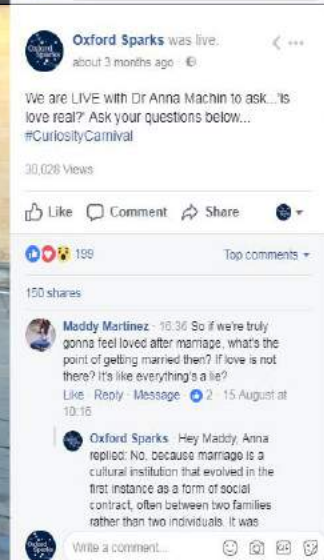 Oxford Sparks was live.
about 3 months ago
We are LIVE with Dr Anna Machin to ask...'is
love real?' Ask your questions below...
#CuriosityCarnival
30,028 Views
Like Comment Share
199 Top comments
150 shares
Maddy Martinez · 16:36 So if we're truly
gonna feel loved after marriage, what's the
point of getting married then? If love is not
there? It's like everything's a lie?
Like · Reply · Message · 2 · 15 August at
10:16
Oxford Sparks · Hey Maddy, Anna
replied: No, because marriage is a
cultural institution that evolved in the
first instance as a form of social
contract, often between two families
rather than two individuals. It was
Write a comment...
GIF